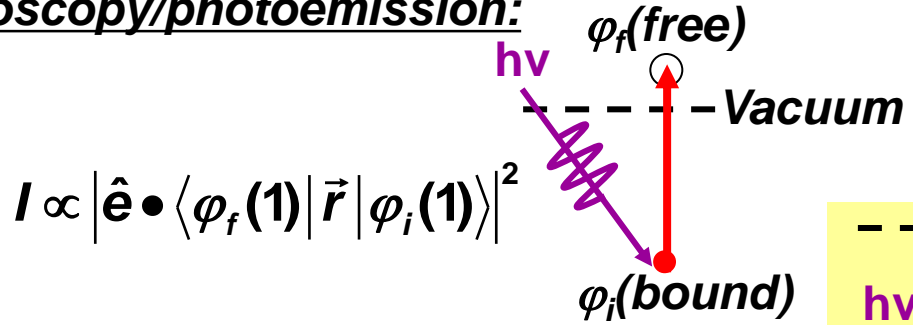 oscopy/photoemission:
φf(free)
hν
Vacuum
I ∝ |ê • ⟨φf(1)| r⃗ |φi(1)⟩|²
φi(bound)
hν